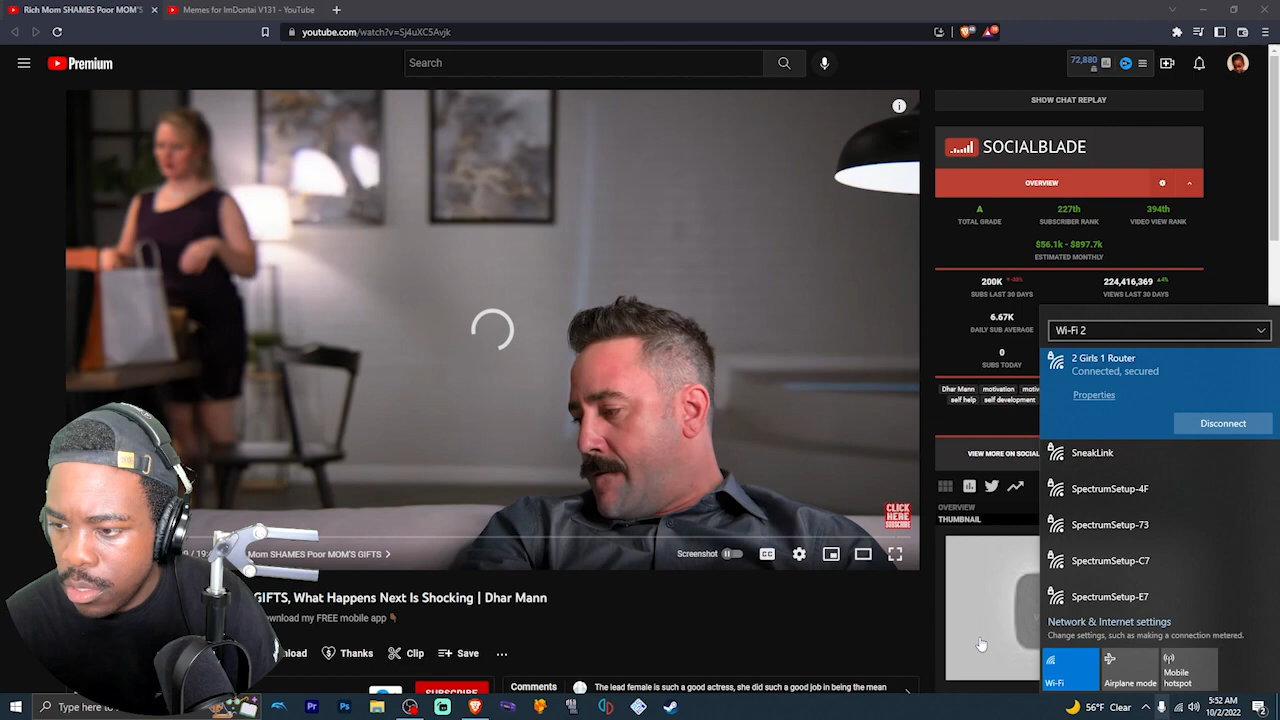 Rich Mom SHAMES Poor MOM'S
Memes for ImDontai V131 - YouTube
youtube.com/watch?v=Sj4uXC5Avjk
Premium
Search
72,880
SHOW CHAT REPLAY
SOCIALBLADE
OVERVIEW
A
227th
394th
TOTAL GRADE
SUBSCRIBER RANK
VIDEO VIEW RANK
$56.1k - $897.7k
ESTIMATED MONTHLY
200K
224,416,369
SUBS LAST 30 DAYS
VIEWS LAST 30 DAYS
6.67K
DAILY SUB AVERAGE
0
SUBS TODAY
Dhar Mann motivation
self help self development
VIEW MORE ON SOCIAL
OVERVIEW
THUMBNAIL
Wi-Fi 2
2 Girls 1 Router
Connected, secured
Properties
Disconnect
SneakLink
SpectrumSetup-4F
SpectrumSetup-73
SpectrumSetup-C7
SpectrumSetup-E7
Network & Internet settings
Change settings, such as making a connection metered.
Wi-Fi
Airplane mode
Mobile
hotspot
CLICK
HERE
SUBSCRIBE
Mom SHAMES Poor MOM'S GIFTS
Screenshot
CC
GIFTS, What Happens Next Is Shocking | Dhar Mann
download my FREE mobile app
Thanks
Clip
Save
SUBSCRIBE
Comments
The lead female is such a good actress, she did such a good job in being the mean
Type here to
56°F Clear
5:52 AM
10/2/2022